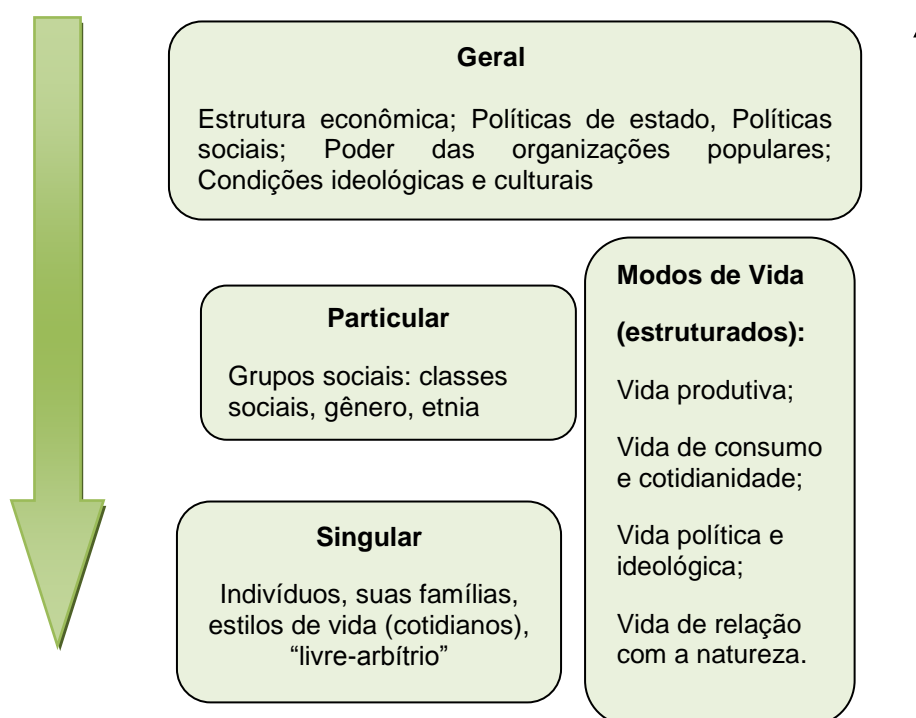 Geral
Estrutura econômica; Políticas de estado, Políticas
sociais; Poder das organizações populares;
Condições ideológicas e culturais
Particular
Grupos sociais: classes
sociais, gênero, etnia
Singular
Indivíduos, suas famílias,
estilos de vida (cotidianos),
“livre-arbítrio”
Modos de Vida
(estruturados):
Vida produtiva;
Vida de consumo
e cotidianidade;
Vida política e
ideológica;
Vida de relação
com a natureza.